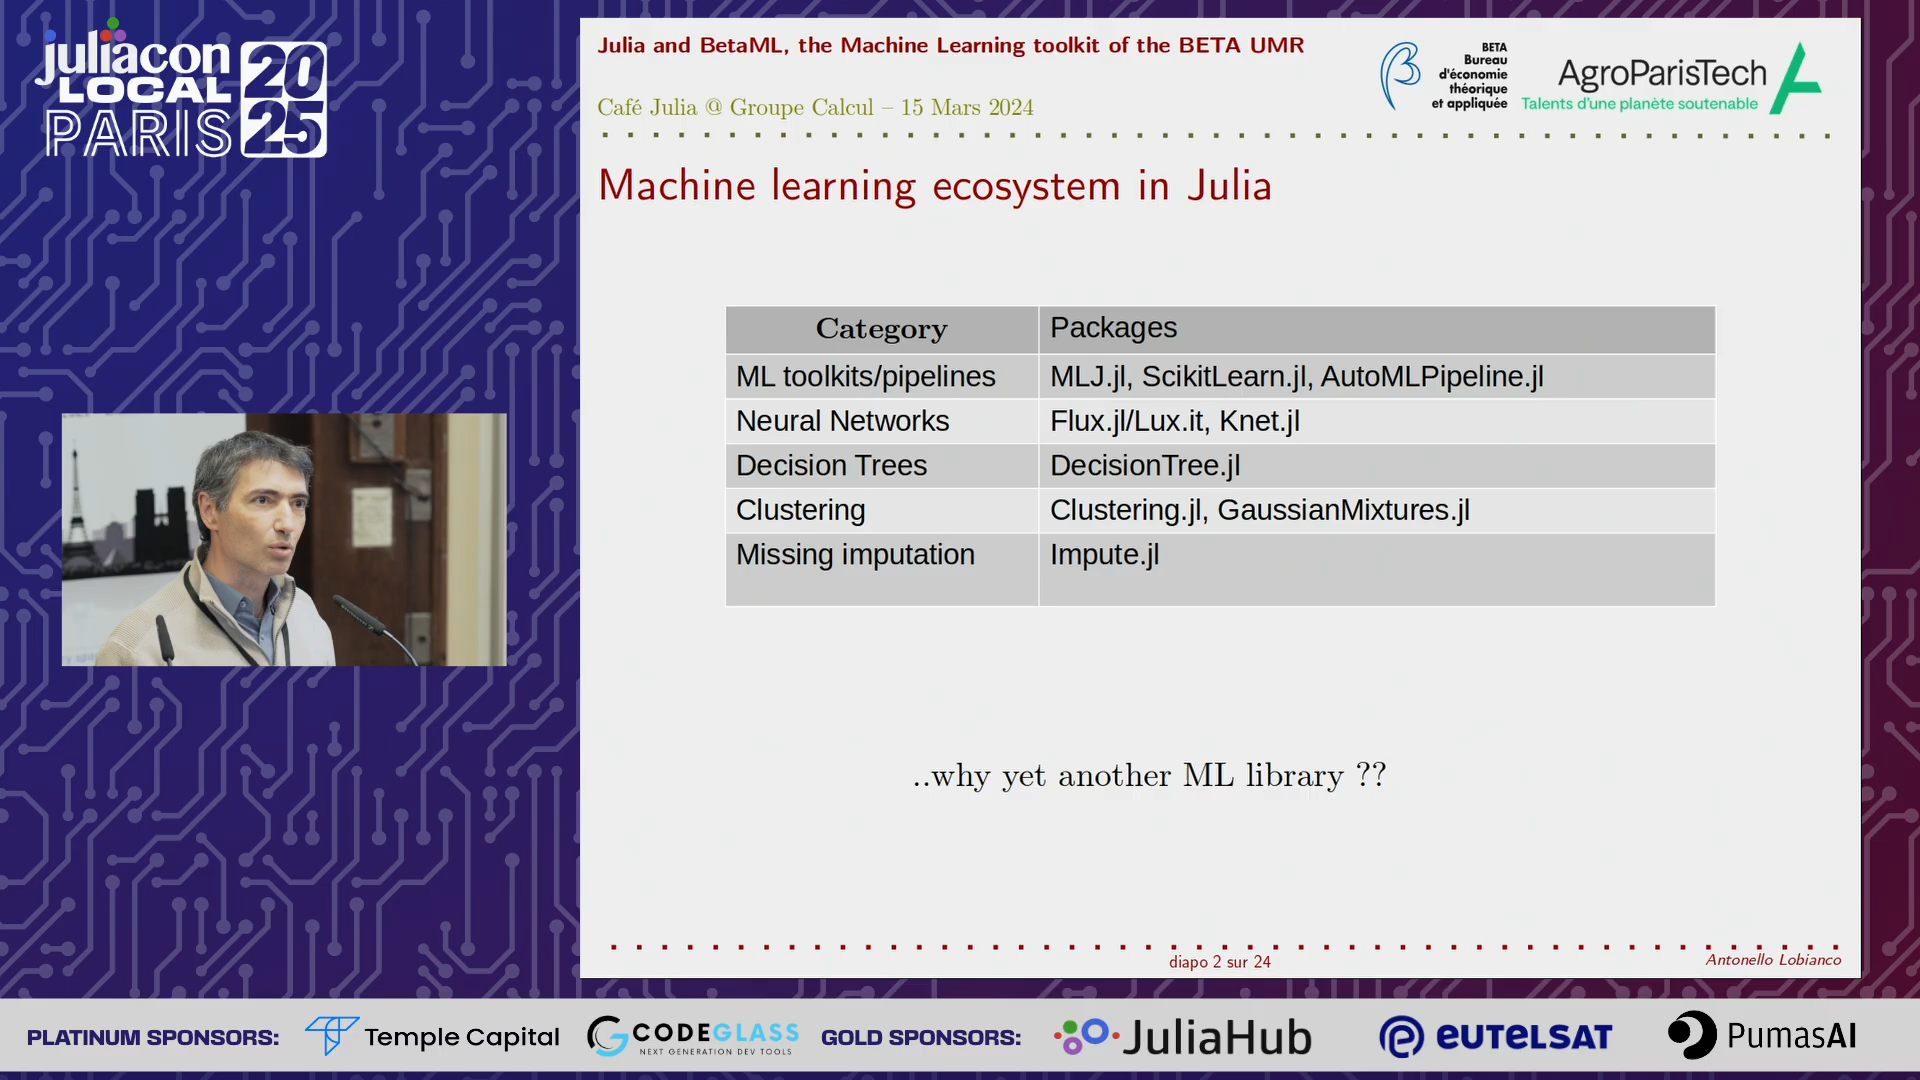 juliacon
LOCAL
PARIS
20
25
Julia and BetaML, the Machine Learning toolkit of the BETA UMR
Café Julia @ Groupe Calcul – 15 Mars 2024
BETA
Bureau
d'économie
théorique
et appliquée
AgroParisTech
Talents d'une planète soutenable
Machine learning ecosystem in Julia
Category Packages
ML toolkits/pipelines MLJ.jl, ScikitLearn.jl, AutoMLPipeline.jl
Neural Networks Flux.jl/Lux.it, Knet.jl
Decision Trees DecisionTree.jl
Clustering Clustering.jl, GaussianMixtures.jl
Missing imputation Impute.jl
..why yet another ML library ??
diapo 2 sur 24
Antonello Lobianco
PLATINUM SPONSORS: Temple Capital CODEGLASS GOLD SPONSORS: JuliaHub EUTELSAT PumasAI
NEXT GENERATION DEV TOOLS